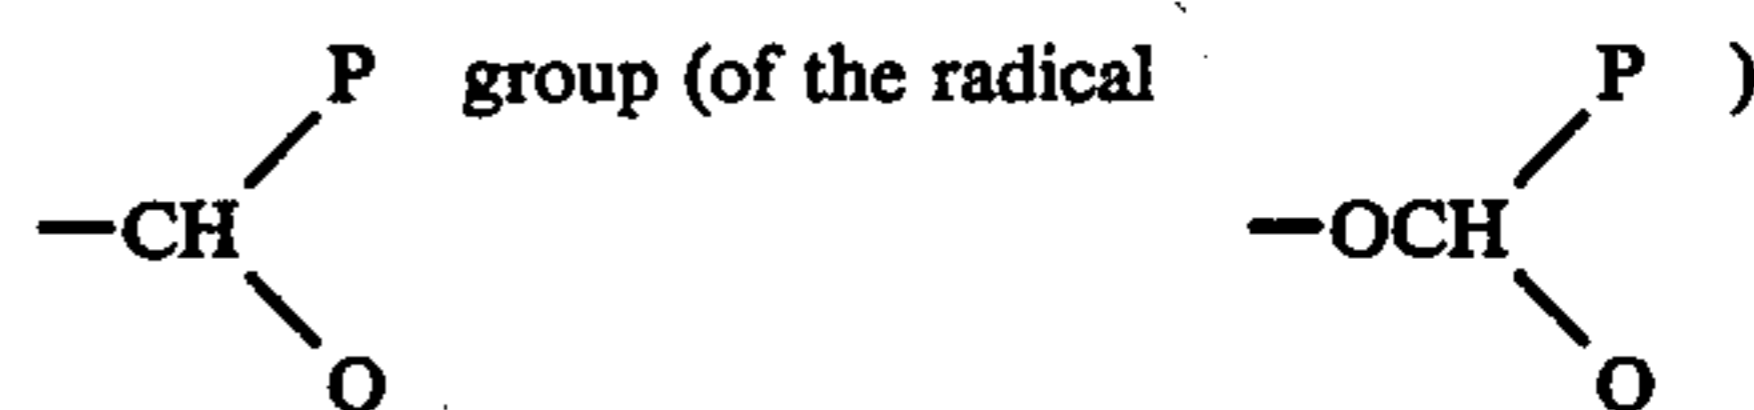 P group (of the radical P )
—CH —OCH
O O